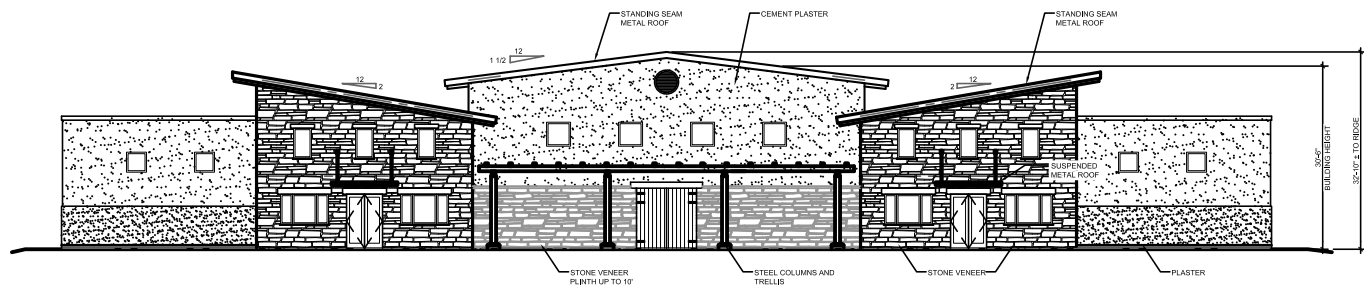 STANDING SEAM
METAL ROOF
CEMENT PLASTER
STANDING SEAM
METAL ROOF
12
1 1/2
12
2
12
2
SUSPENDED
METAL ROOF
30'-6"
BUILDING HEIGHT
32'-10" ± TO RIDGE
STONE VENEER
PLINTH UP TO 10'
STEEL COLUMNS AND
TRELLIS
STONE VENEER
PLASTER